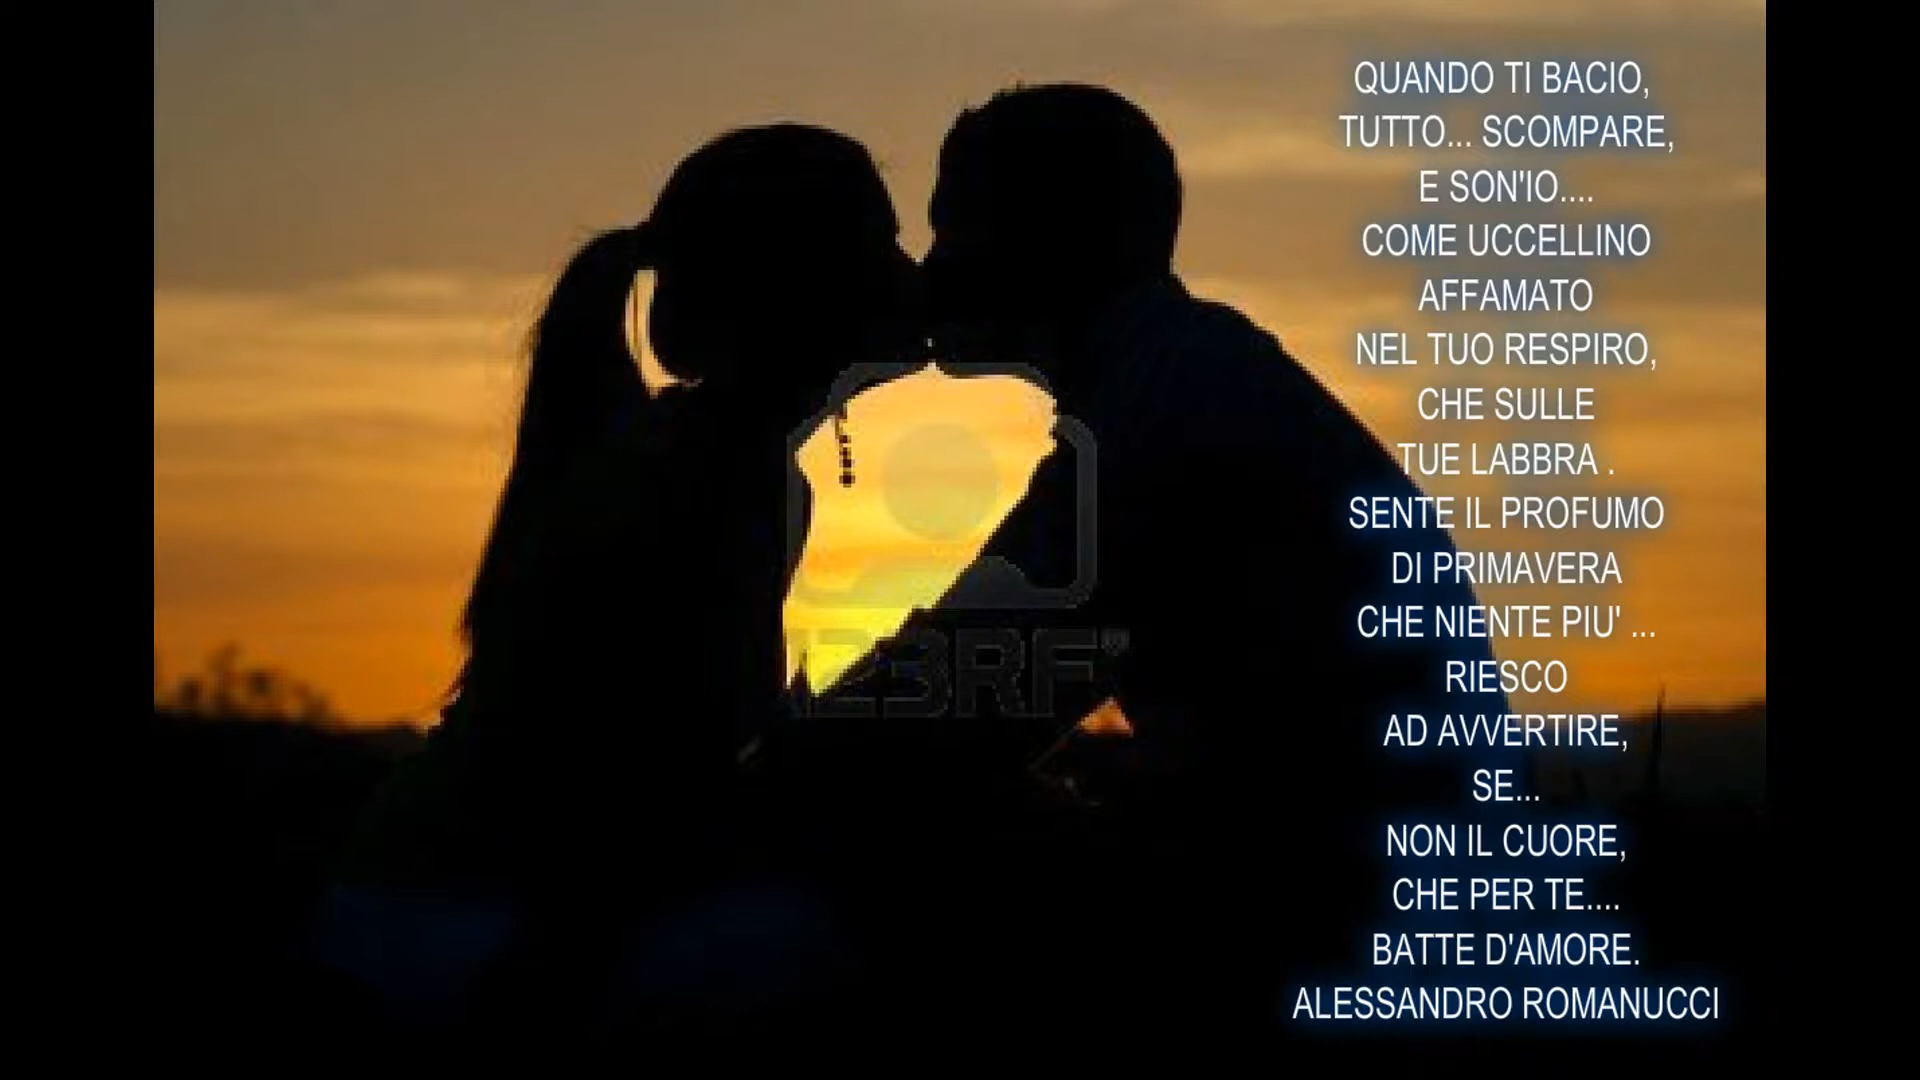 QUANDO TI BACIO,
TUTTO... SCOMPARE,
E SON'IO....
COME UCCELLINO
AFFAMATO
NEL TUO RESPIRO,
CHE SULLE
TUE LABBRA .
SENTE IL PROFUMO
DI PRIMAVERA
CHE NIENTE PIU' ...
RIESCO
AD AVVERTIRE,
SE...
NON IL CUORE,
CHE PER TE....
BATTE D'AMORE.
ALESSANDRO ROMANUCCI
123RF®